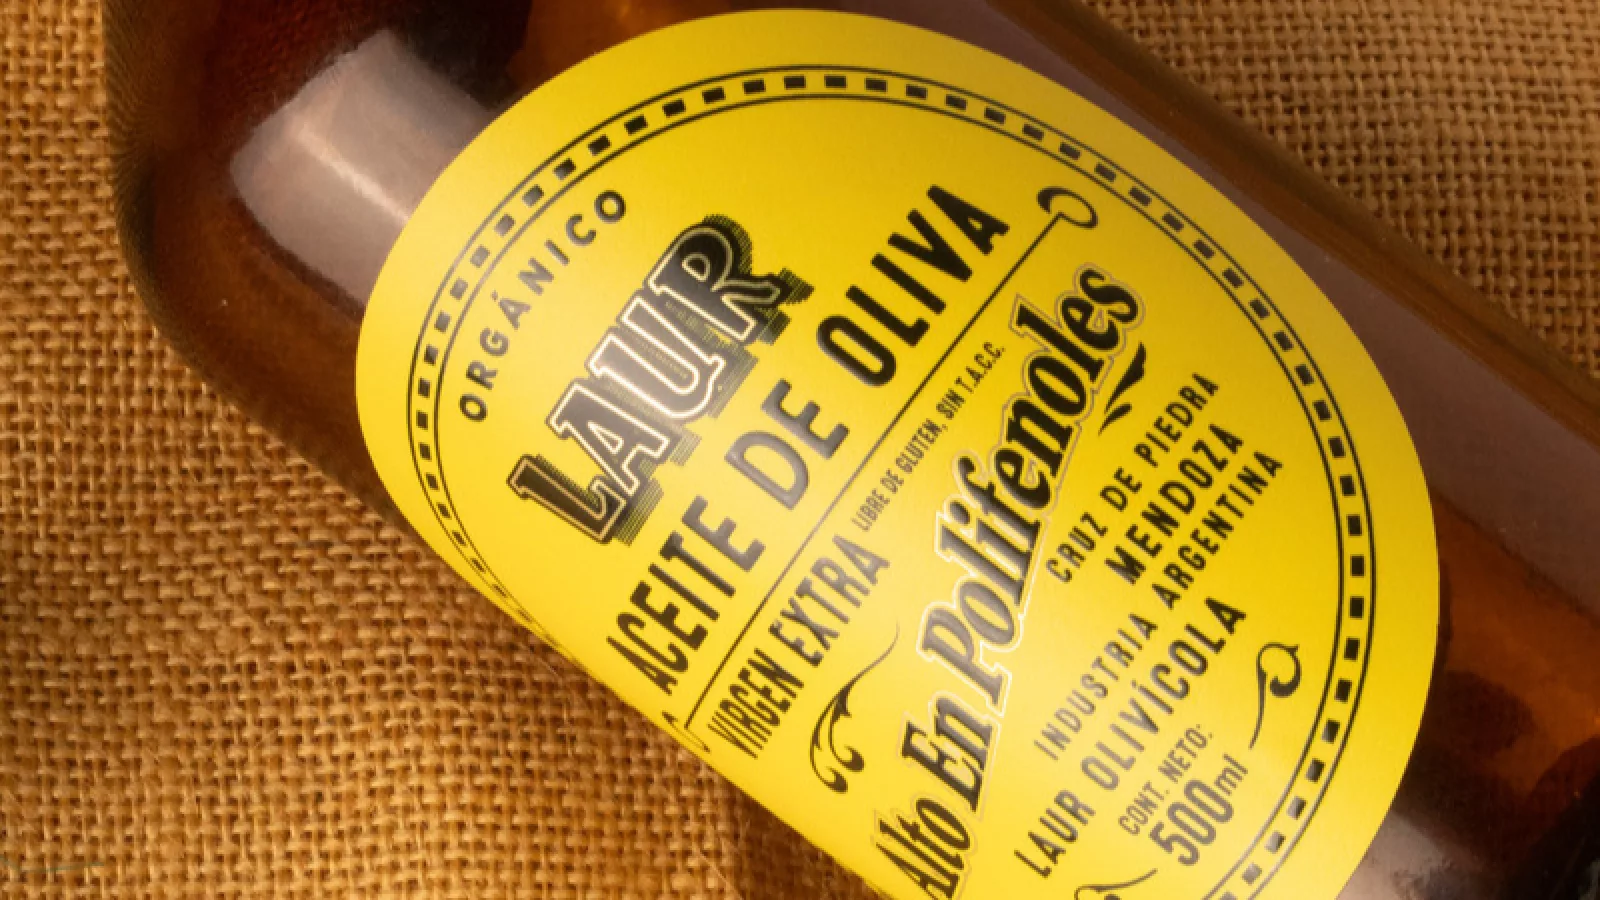 ORGÁNICO
LAUR
ACEITE DE OLIVA
VIRGEN EXTRA LIBRE DE GLUTEN, SIN T.A.C.C.
Alto En Polifenoles
CRUZ DE PIEDRA
MENDOZA
INDUSTRIA ARGENTINA
LAUR OLIVÍCOLA
CONT. NETO:
500ml